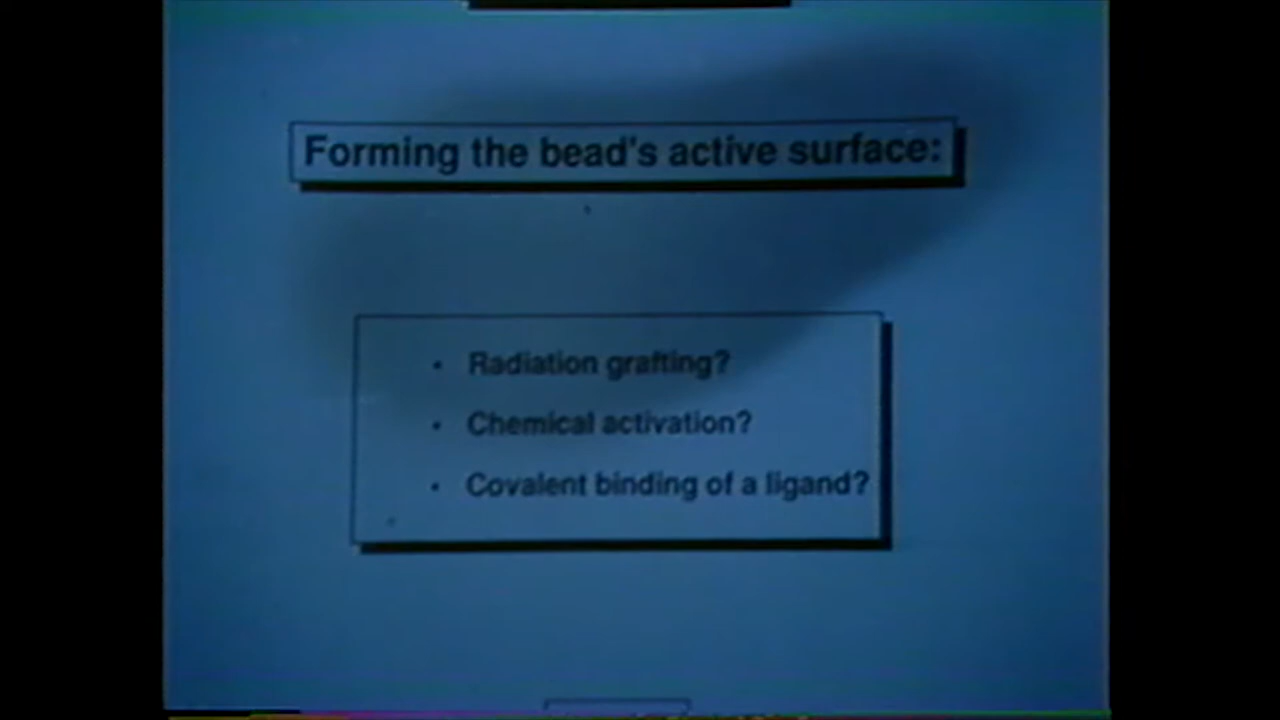 Forming the bead's active surface:
• Radiation grafting?
• Chemical activation?
• Covalent binding of a ligand?